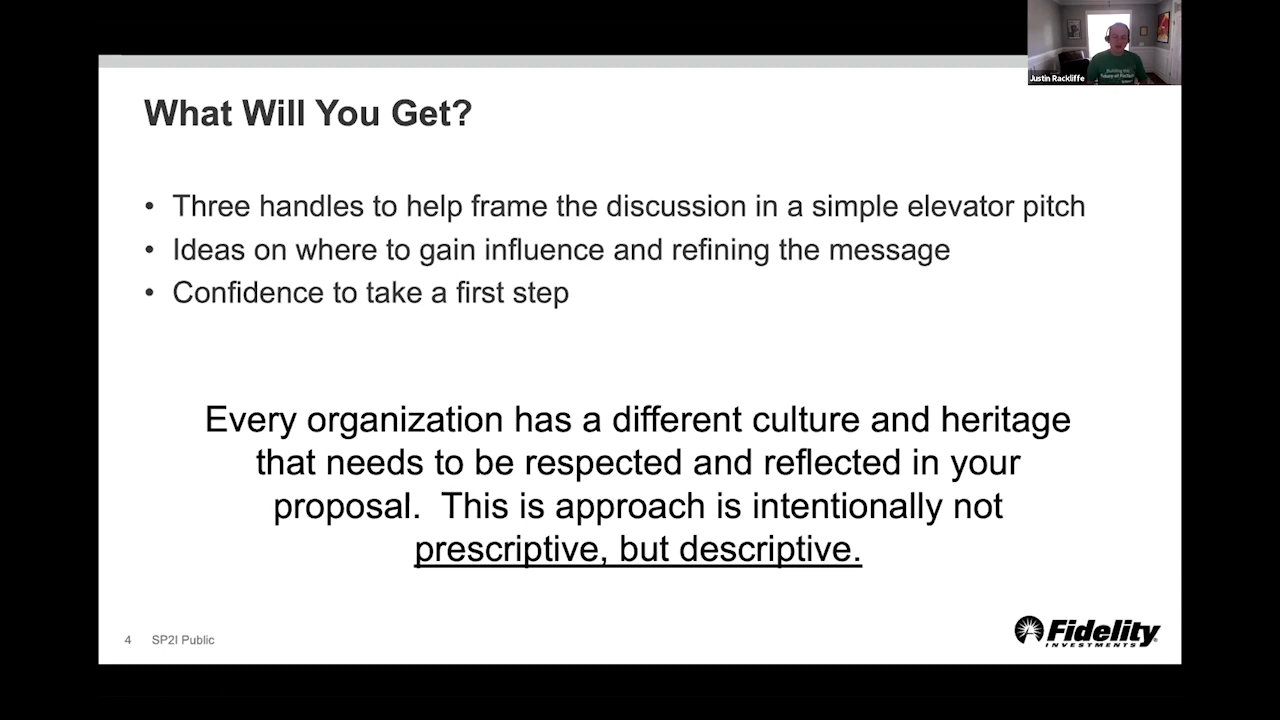 Justin Rackliffe
What Will You Get?
• Three handles to help frame the discussion in a simple elevator pitch
• Ideas on where to gain influence and refining the message
• Confidence to take a first step
Every organization has a different culture and heritage
that needs to be respected and reflected in your
proposal.  This is approach is intentionally not
prescriptive, but descriptive.
4 SP2I Public
Fidelity
INVESTMENTS